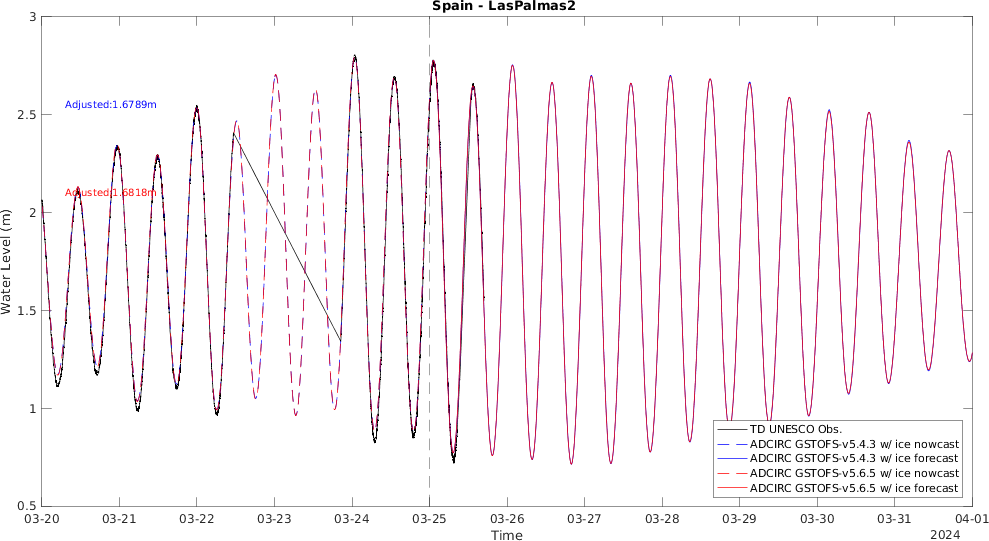 Spain - LasPalmas2
3
2.5
2
1.5
1
0.5
Water Level (m)
Adjusted:1.6789m
Adjusted:1.6818m
TD UNESCO Obs.
ADCIRC GSTOFS-v5.4.3 w/ ice nowcast
ADCIRC GSTOFS-v5.4.3 w/ ice forecast
ADCIRC GSTOFS-v5.6.5 w/ ice nowcast
ADCIRC GSTOFS-v5.6.5 w/ ice forecast
03-20 03-21 03-22 03-23 03-24 03-25 03-26 03-27 03-28 03-29 03-30 03-31 04-01
Time
2024